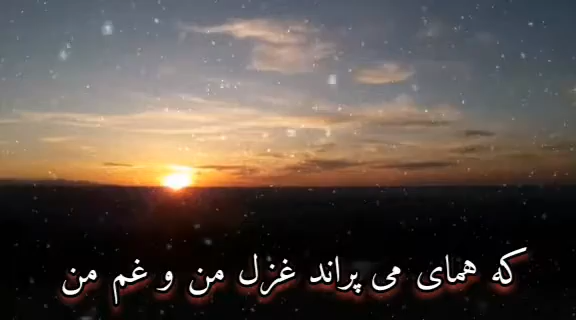 که همای می پراند غزل من و غم من